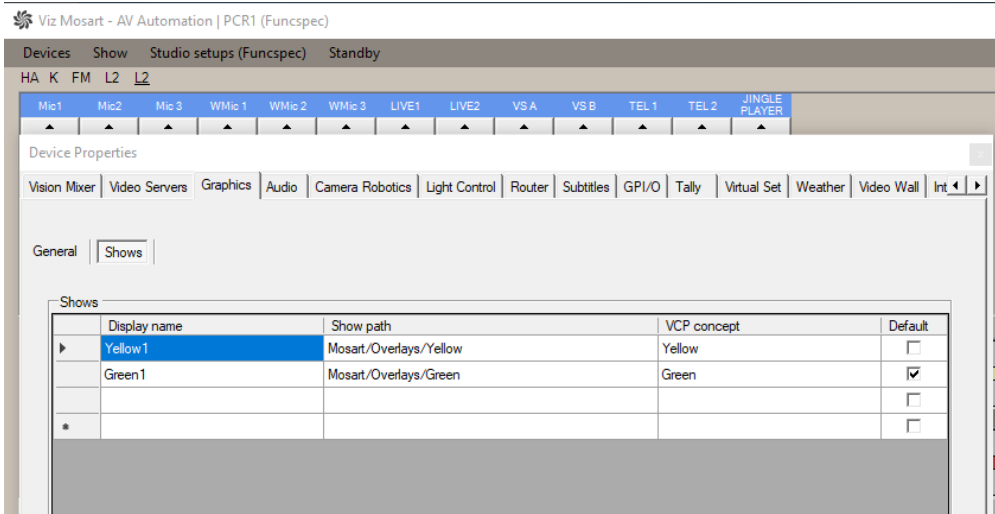 Viz Mosart - AV Automation | PCR1 (Funcspec)
Devices Show Studio setups (Funcspec) Standby
HA K FM L2 L2
Mic1 Mic2 Mic 3 WMic 1 WMic 2 WMic 3 LIVE1 LIVE2 VS A VS B TEL 1 TEL 2 JINGLE PLAYER
Device Properties
Vision Mixer Video Servers Graphics Audio Camera Robotics Light Control Router Subtitles GPI/O Tally Virtual Set Weather Video Wall Int
General Shows
Shows
Display name Show path VCP concept Default
Yellow1 Mosart/Overlays/Yellow Yellow
Green1 Mosart/Overlays/Green Green